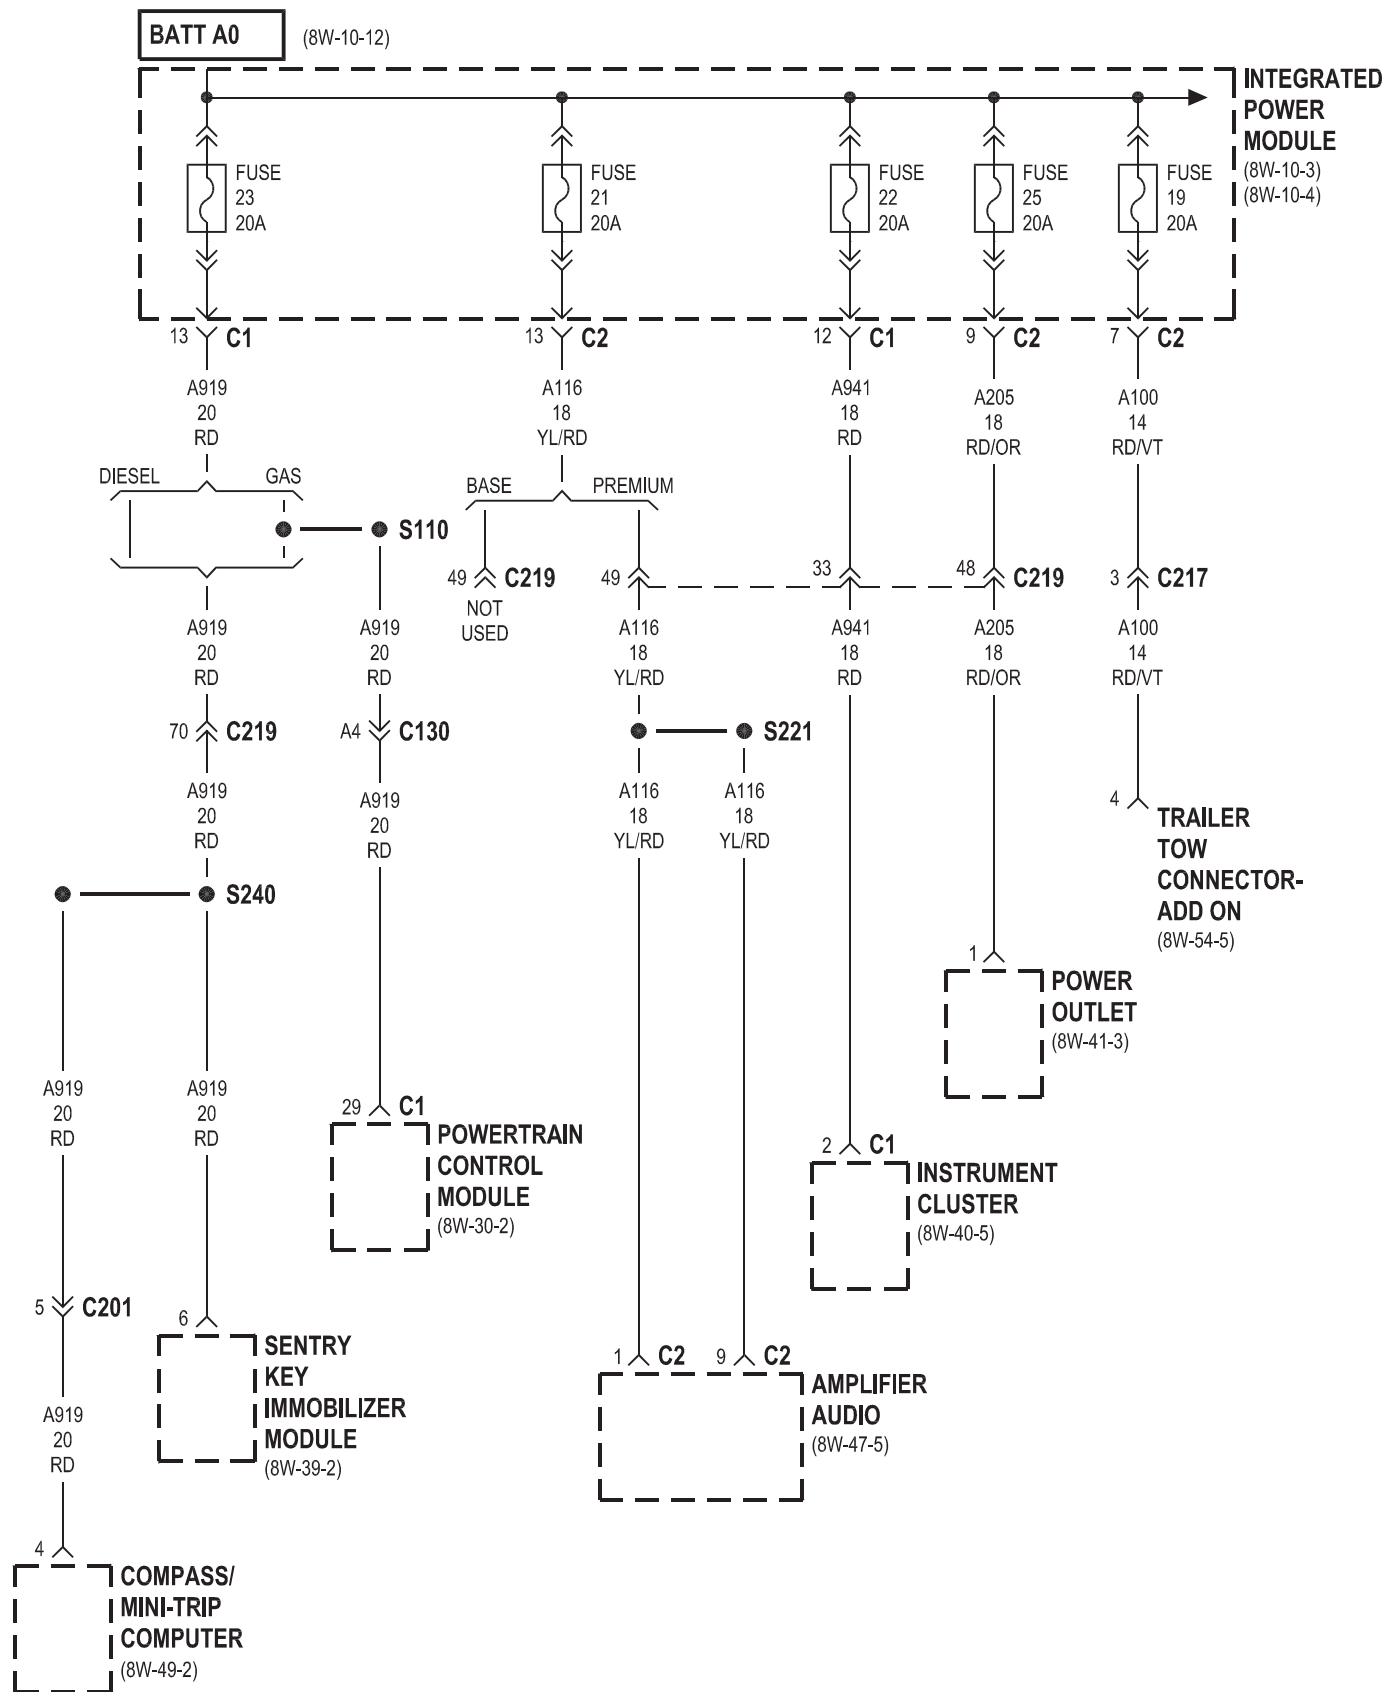 BATT A0 (8W-10-12)
INTEGRATED
POWER
MODULE
(8W-10-3)
(8W-10-4)
FUSE
23
20A
FUSE
21
20A
FUSE
22
20A
FUSE
25
20A
FUSE
19
20A
13 C1
13 C2
12 C1
9 C2
7 C2
A919
20
RD
A116
18
YL/RD
A941
18
RD
A205
18
RD/OR
A100
14
RD/VT
DIESEL GAS
BASE PREMIUM
S110
49 C219
NOT
USED
49
33
48 C219
3 C217
A919
20
RD
A919
20
RD
A116
18
YL/RD
A941
18
RD
A205
18
RD/OR
A100
14
RD/VT
70 C219
A4 C130
S221
A919
20
RD
A919
20
RD
A116
18
YL/RD
A116
18
YL/RD
4
TRAILER
TOW
CONNECTOR-
ADD ON
(8W-54-5)
S240
1
POWER
OUTLET
(8W-41-3)
A919
20
RD
A919
20
RD
29 C1
POWERTRAIN
CONTROL
MODULE
(8W-30-2)
2 C1
INSTRUMENT
CLUSTER
(8W-40-5)
5 C201
6
SENTRY
KEY
IMMOBILIZER
MODULE
(8W-39-2)
1 C2
9 C2
AMPLIFIER
AUDIO
(8W-47-5)
A919
20
RD
4
COMPASS/
MINI-TRIP
COMPUTER
(8W-49-2)